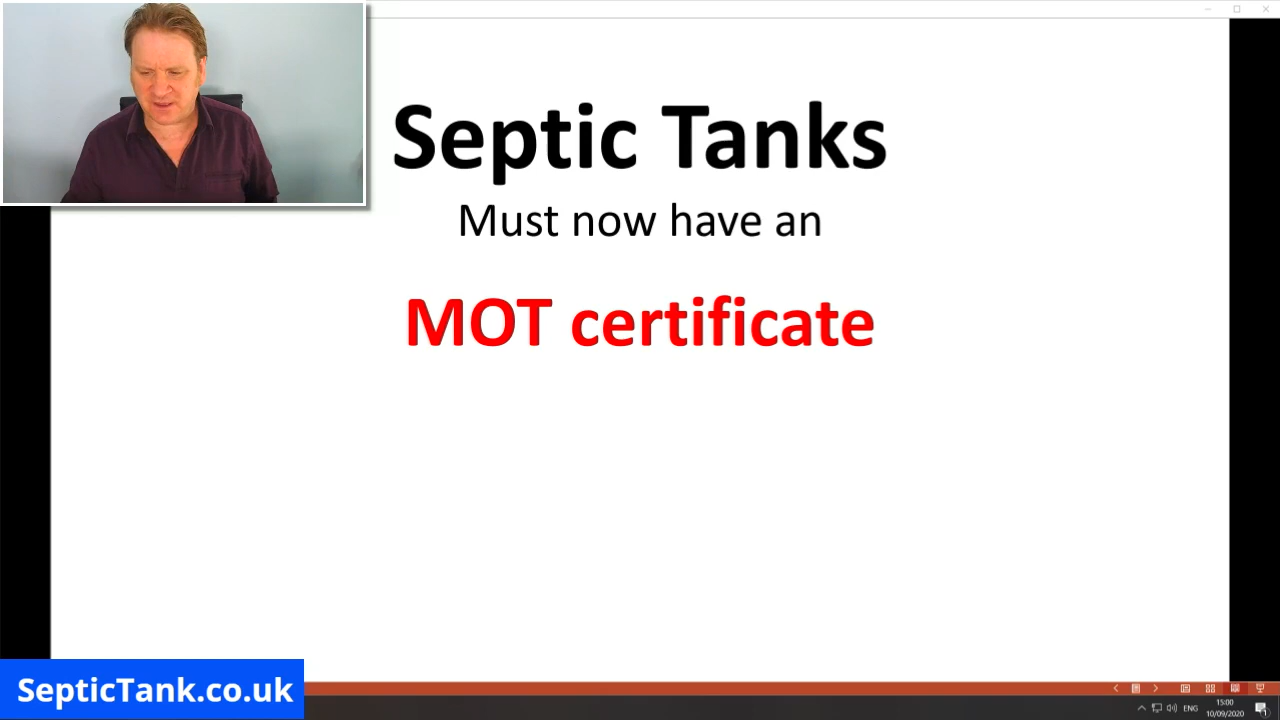 Septic Tanks
Must now have an
MOT certificate
SepticTank.co.uk
ENG
15:00
10/09/2020